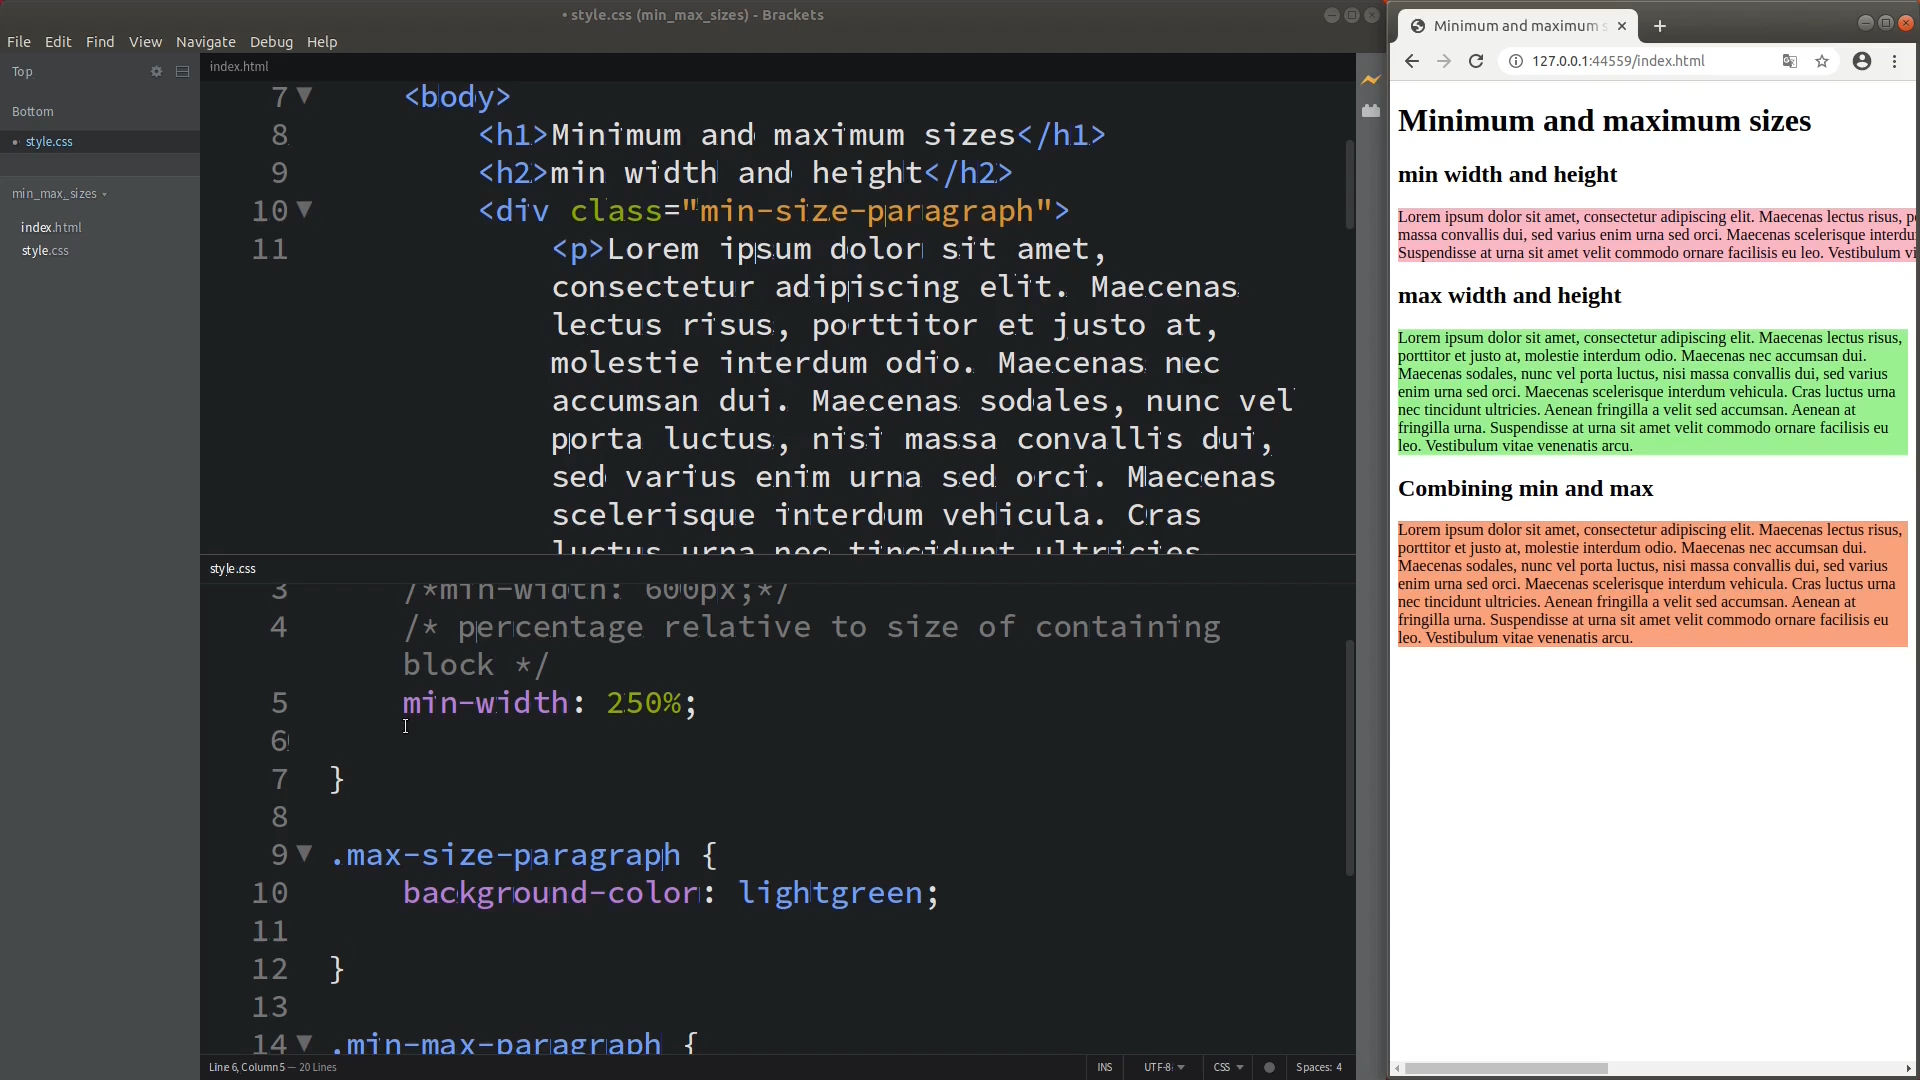 • style.css (min_max_sizes) - Brackets
File Edit Find View Navigate Debug Help
Top
Bottom
• style.css
min_max_sizes
index.html
style.css
index.html
7 <body>
8 <h1>Minimum and maximum sizes</h1>
9 <h2>min width and height</h2>
10 <div class="min-size-paragraph">
11 <p>Lorem ipsum dolor sit amet,
consectetur adipiscing elit. Maecenas
lectus risus, porttitor et justo at,
molestie interdum odio. Maecenas nec
accumsan dui. Maecenas sodales, nunc vel
porta luctus, nisi massa convallis dui,
sed varius enim urna sed orci. Maecenas
scelerisque interdum vehicula. Cras
luctus urna nec tincidunt ultricies.
style.css
3 /*min-width: 600px;*/
4 /* percentage relative to size of containing
block */
5 min-width: 250%;
6
7 }
8
9 .max-size-paragraph {
10 background-color: lightgreen;
11
12 }
13
14 .min-max-paragraph {
Line 6, Column 5 — 20 Lines
INS UTF-8 CSS Spaces: 4
Minimum and maximum s
127.0.0.1:44559/index.html
Minimum and maximum sizes
min width and height
Lorem ipsum dolor sit amet, consectetur adipiscing elit. Maecenas lectus risus, p
massa convallis dui, sed varius enim urna sed orci. Maecenas scelerisque interdu
Suspendisse at urna sit amet velit commodo ornare facilisis eu leo. Vestibulum vi
max width and height
Lorem ipsum dolor sit amet, consectetur adipiscing elit. Maecenas lectus risus,
porttitor et justo at, molestie interdum odio. Maecenas nec accumsan dui.
Maecenas sodales, nunc vel porta luctus, nisi massa convallis dui, sed varius
enim urna sed orci. Maecenas scelerisque interdum vehicula. Cras luctus urna
nec tincidunt ultricies. Aenean fringilla a velit sed accumsan. Aenean at
fringilla urna. Suspendisse at urna sit amet velit commodo ornare facilisis eu
leo. Vestibulum vitae venenatis arcu.
Combining min and max
Lorem ipsum dolor sit amet, consectetur adipiscing elit. Maecenas lectus risus,
porttitor et justo at, molestie interdum odio. Maecenas nec accumsan dui.
Maecenas sodales, nunc vel porta luctus, nisi massa convallis dui, sed varius
enim urna sed orci. Maecenas scelerisque interdum vehicula. Cras luctus urna
nec tincidunt ultricies. Aenean fringilla a velit sed accumsan. Aenean at
fringilla urna. Suspendisse at urna sit amet velit commodo ornare facilisis eu
leo. Vestibulum vitae venenatis arcu.